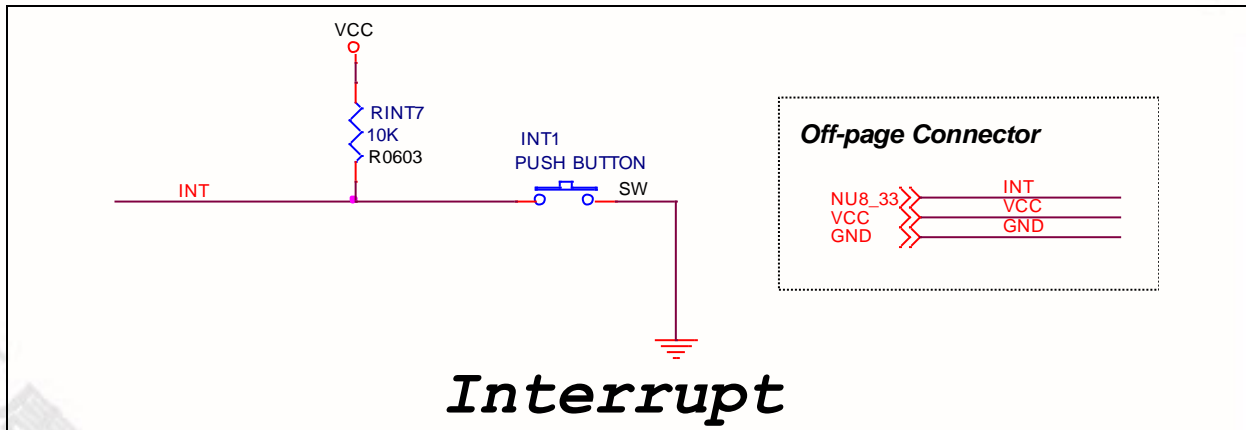 VCC
RINT7
10K
R0603
INT
INT1
PUSH BUTTON
SW
Off-page Connector
NU8_33 INT
VCC VCC
GND GND
Interrupt